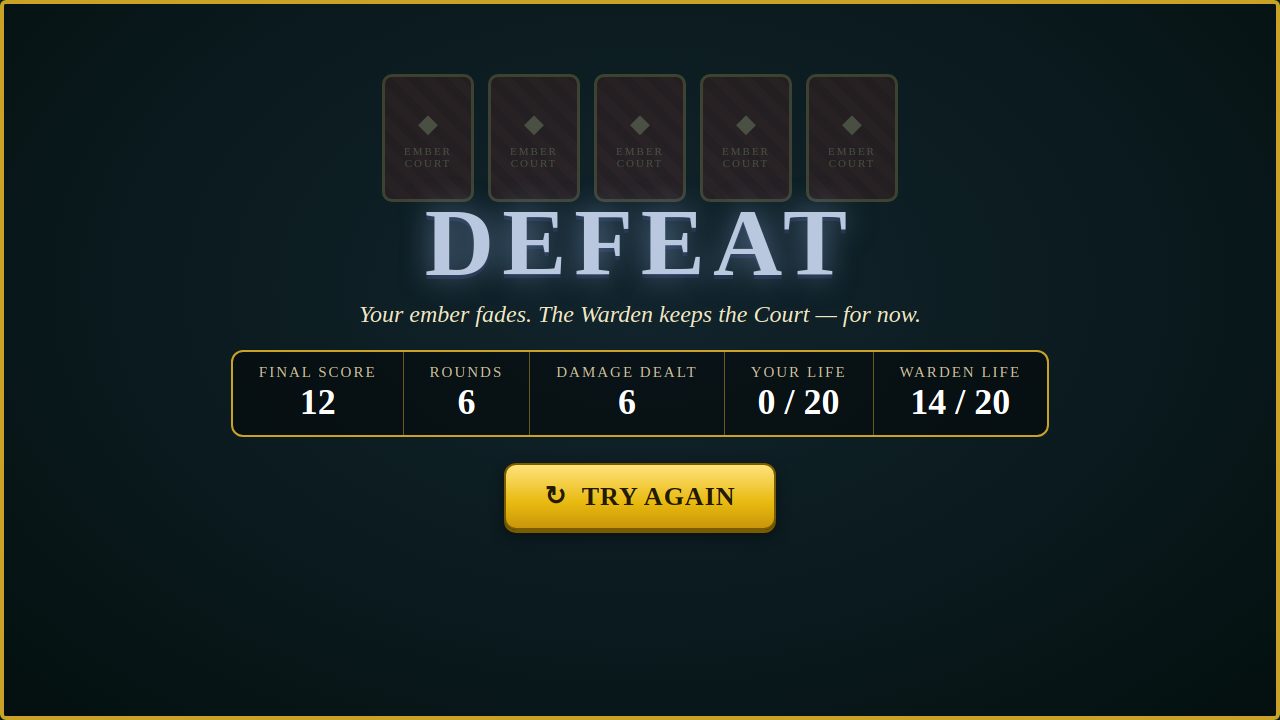 EMBER EMBER EMBER EMBER EMBER
COURT COURT COURT COURT COURT
DEFEAT
Your ember fades. The Warden keeps the Court — for now.
FINAL SCORE ROUNDS DAMAGE DEALT YOUR LIFE WARDEN LIFE
12 6 6 0 / 20 14 / 20
↻ TRY AGAIN